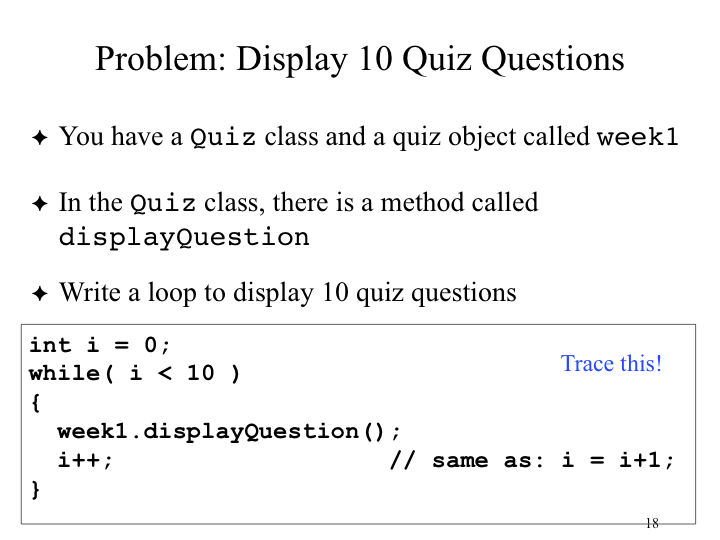 Problem: Display 10 Quiz Questions
✦ You have a Quiz class and a quiz object called week1
✦ In the Quiz class, there is a method called
displayQuestion
✦ Write a loop to display 10 quiz questions
int i = 0;
Trace this!
while( i < 10 )
{
week1.displayQuestion();
i++; // same as: i = i+1;
}
18